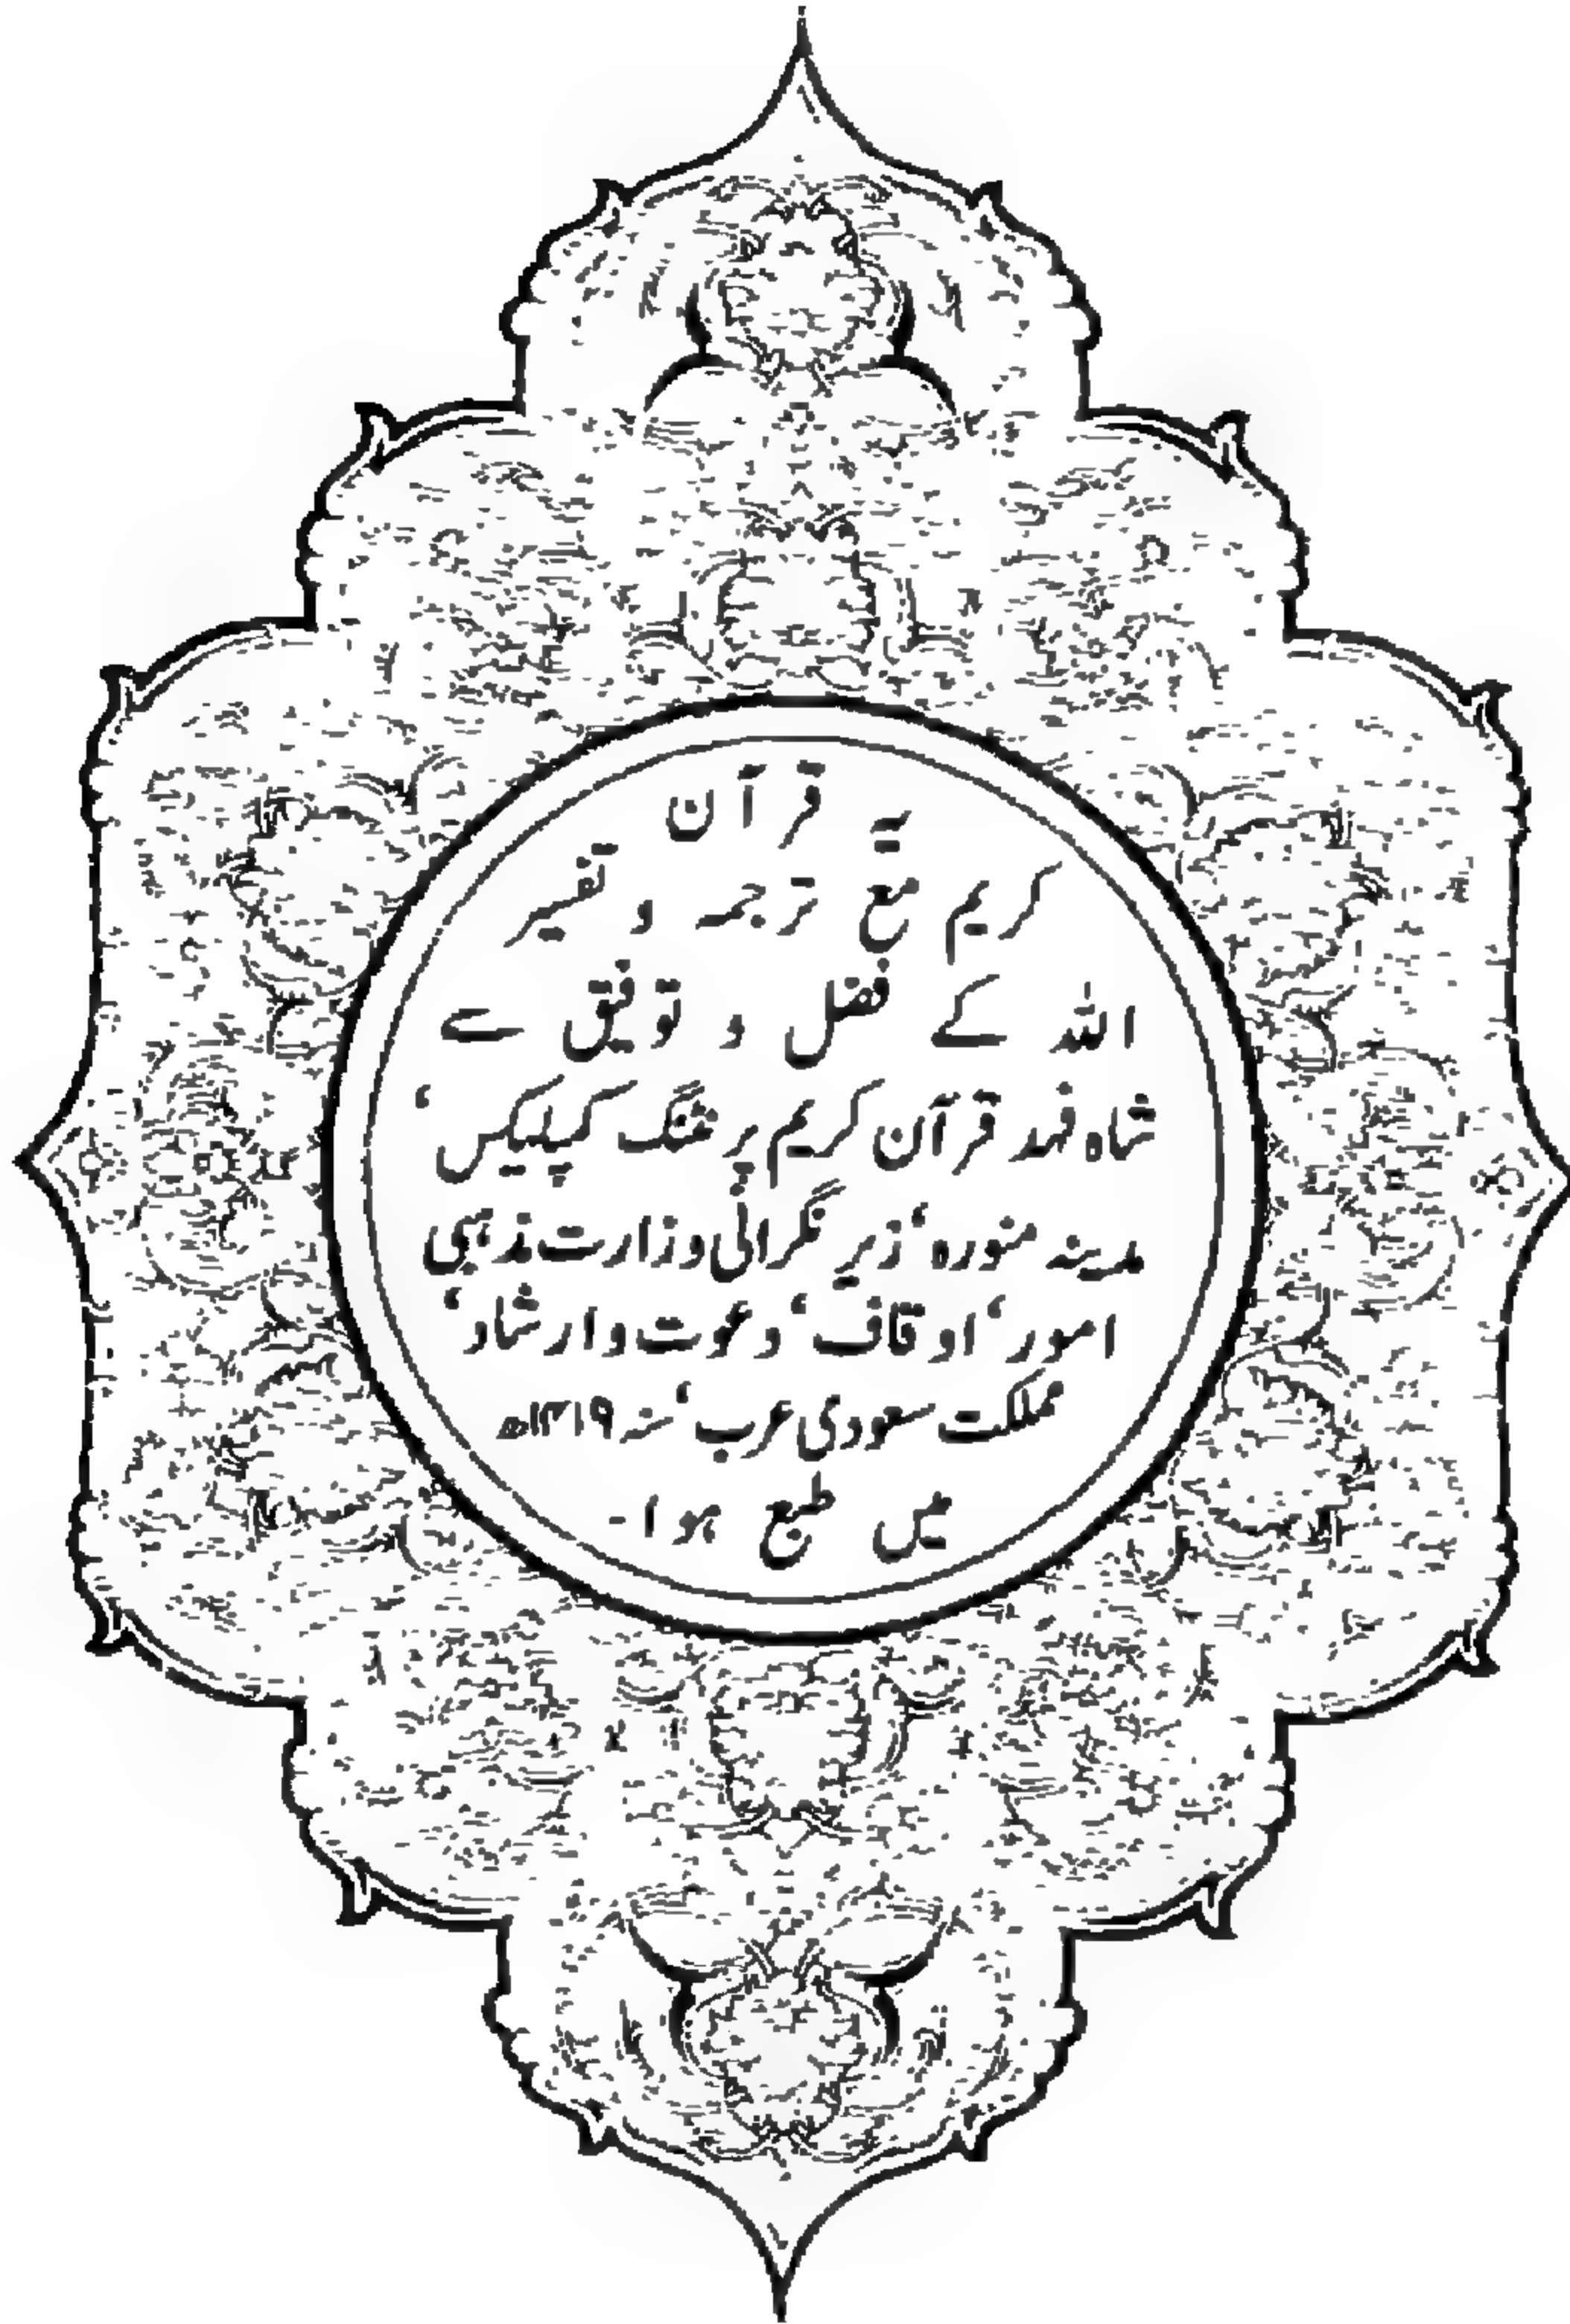 یہ قرآن
کریم مع ترجمہ و تفسیر
اللہ کے فضل و توفیق سے
شاہ فہد قرآن کریم پرنٹنگ کمپلیکس‘
مدینہ منورہ‘ زیر نگرانی وزارت مذہبی
امور‘ اوقاف‘ دعوت و ارشاد‘
مملکت سعودی عرب‘ سنہ ۱۴۱۹ھ
میں طبع ہوا۔